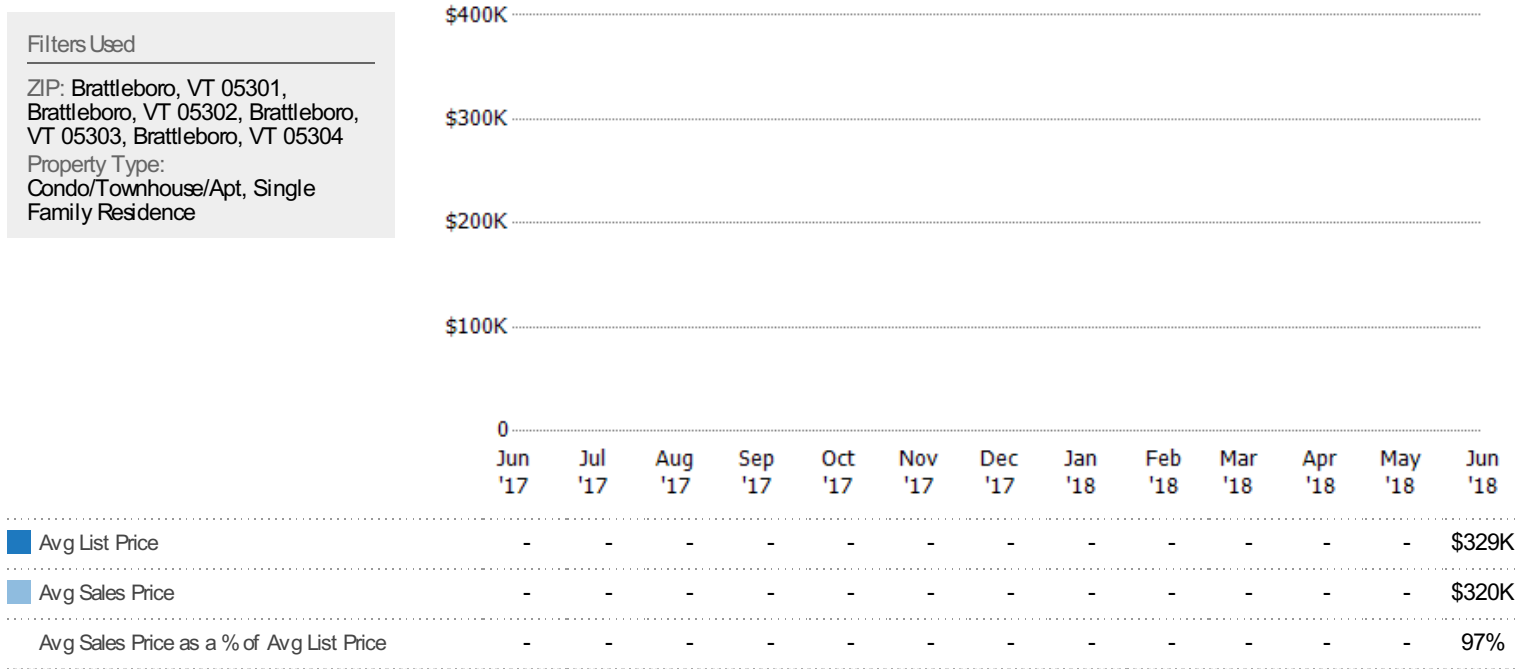 Filters Used
ZIP: Brattleboro, VT 05301,
Brattleboro, VT 05302, Brattleboro,
VT 05303, Brattleboro, VT 05304
Property Type:
Condo/Townhouse/Apt, Single
Family Residence
$400K
$300K
$200K
$100K
0
Jun Jul Aug Sep Oct Nov Dec Jan Feb Mar Apr May Jun
'17 '17 '17 '17 '17 '17 '17 '18 '18 '18 '18 '18 '18
Avg List Price - - - - - - - - - - - - $329K
Avg Sales Price - - - - - - - - - - - - $320K
Avg Sales Price as a % of Avg List Price - - - - - - - - - - - - 97%